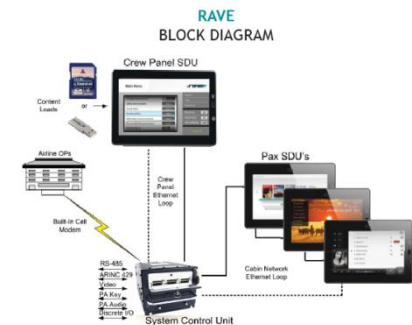 RAVE
BLOCK DIAGRAM
Crew Panel SDU
Main Menu
Content
Loads
or
Airline OPs
Pax SDU's
Crew
Panel
Ethernet
Loop
Built-In Cell
Modem
Cabin Network
Ethernet Loop
RS-485
ARINC 429
Video
PA Key
PA Audio
Discrete I/O
System Control Unit